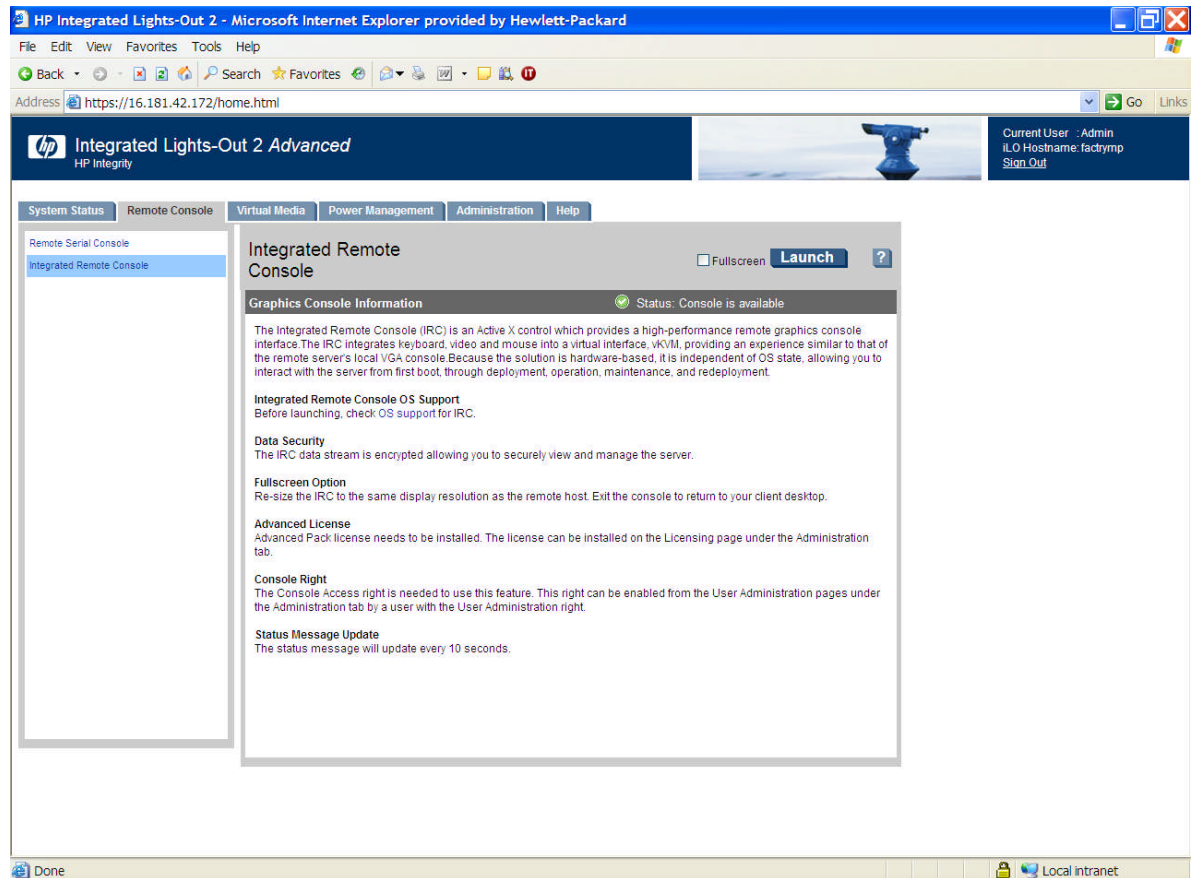 HP Integrated Lights-Out 2 - Microsoft Internet Explorer provided by Hewlett-Packard
File Edit View Favorites Tools Help
Back Search Favorites
Address https://16.181.42.172/home.html Go Links
hp Integrated Lights-Out 2 Advanced
HP Integrity
Current User : Admin
iLO Hostname: factrymp
Sign Out
System Status Remote Console Virtual Media Power Management Administration Help
Remote Serial Console
Integrated Remote Console
Integrated Remote
Console
Fullscreen Launch ?
Graphics Console Information Status: Console is available
The Integrated Remote Console (IRC) is an Active X control which provides a high-performance remote graphics console
interface.The IRC integrates keyboard, video and mouse into a virtual interface, vKVM, providing an experience similar to that of
the remote server's local VGA console.Because the solution is hardware-based, it is independent of OS state, allowing you to
interact with the server from first boot, through deployment, operation, maintenance, and redeployment.
Integrated Remote Console OS Support
Before launching, check OS support for IRC.
Data Security
The IRC data stream is encrypted allowing you to securely view and manage the server.
Fullscreen Option
Re-size the IRC to the same display resolution as the remote host. Exit the console to return to your client desktop.
Advanced License
Advanced Pack license needs to be installed. The license can be installed on the Licensing page under the Administration
tab.
Console Right
The Console Access right is needed to use this feature. This right can be enabled from the User Administration pages under
the Administration tab by a user with the User Administration right.
Status Message Update
The status message will update every 10 seconds.
Done Local intranet